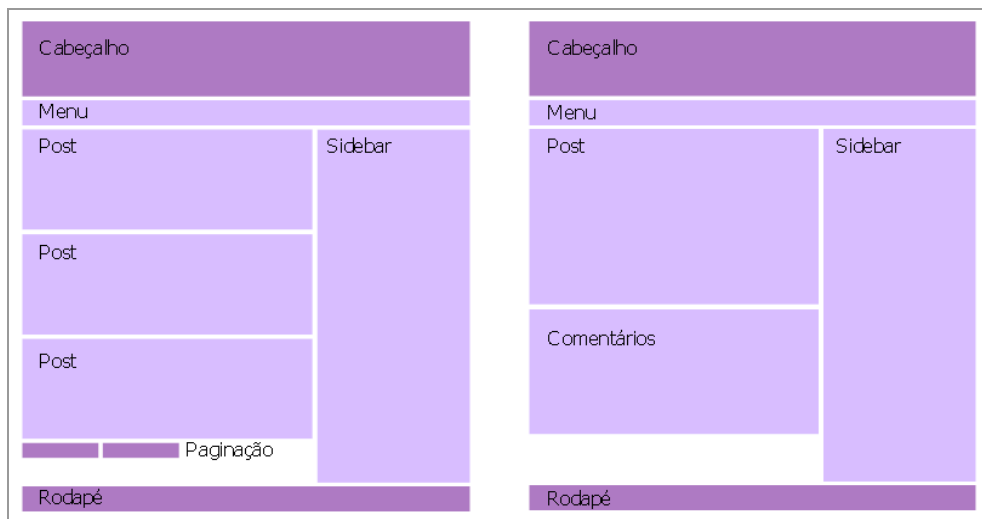 Cabeçalho
Menu
Post
Sidebar
Post
Post
Paginação
Rodapé
Cabeçalho
Menu
Post
Sidebar
Comentários
Rodapé